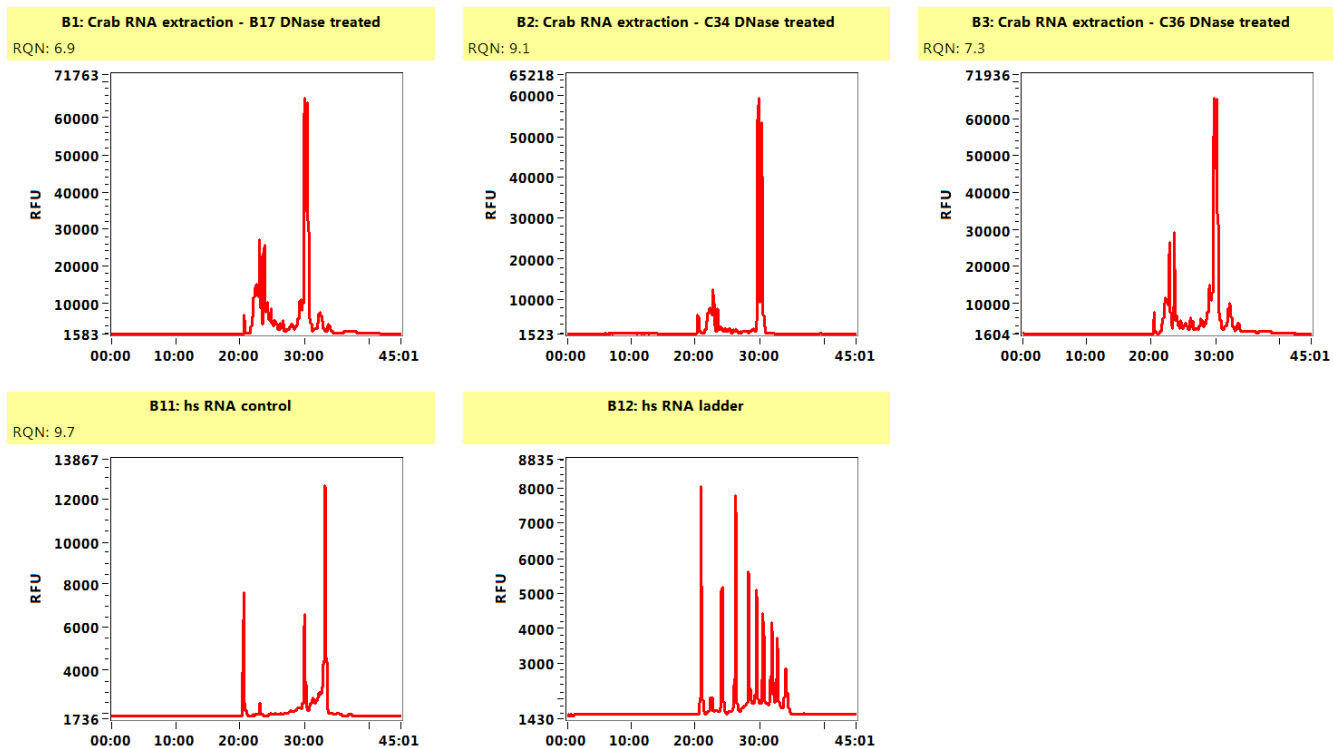 B1: Crab RNA extraction - B17 DNase treated
RQN: 6.9
71763
60000
50000
40000
30000
20000
10000
1583
RFU
00:00 10:00 20:00 30:00 45:01
B2: Crab RNA extraction - C34 DNase treated
RQN: 9.1
65218
60000
50000
40000
30000
20000
10000
1523
RFU
00:00 10:00 20:00 30:00 45:01
B3: Crab RNA extraction - C36 DNase treated
RQN: 7.3
71936
60000
50000
40000
30000
20000
10000
1604
RFU
00:00 10:00 20:00 30:00 45:01
B11: hs RNA control
RQN: 9.7
13867
12000
10000
8000
6000
4000
1736
RFU
00:00 10:00 20:00 30:00 45:01
B12: hs RNA ladder
8835
8000
7000
6000
5000
4000
3000
1430
RFU
00:00 10:00 20:00 30:00 45:01